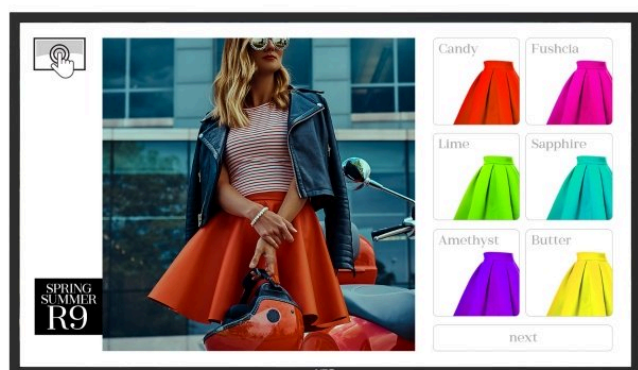 Candy
Fushcia
Lime
Sapphire
Amethyst
Butter
SPRING
SUMMER
R9
next